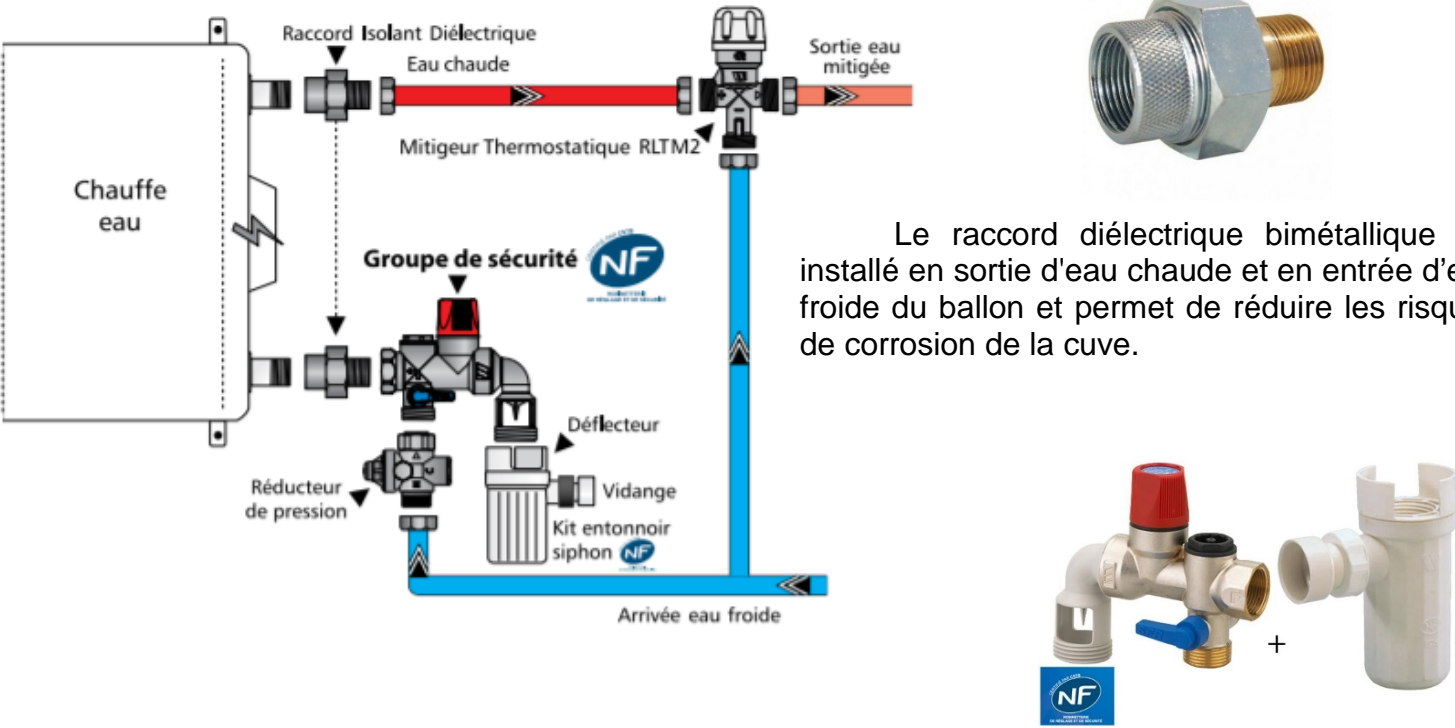 Raccord Isolant Diélectrique
Eau chaude
Sortie eau
mitigée
Mitigeur Thermostatique RLTM2
Chauffe
eau
Groupe de sécurité
NF
Déflecteur
Réducteur
de pression
Vidange
Kit entonnoir
siphon NF
Arrivée eau froide
Le raccord diélectrique bimétallique
installé en sortie d'eau chaude et en entrée d'e
froide du ballon et permet de réduire les risqu
de corrosion de la cuve.
+
NF